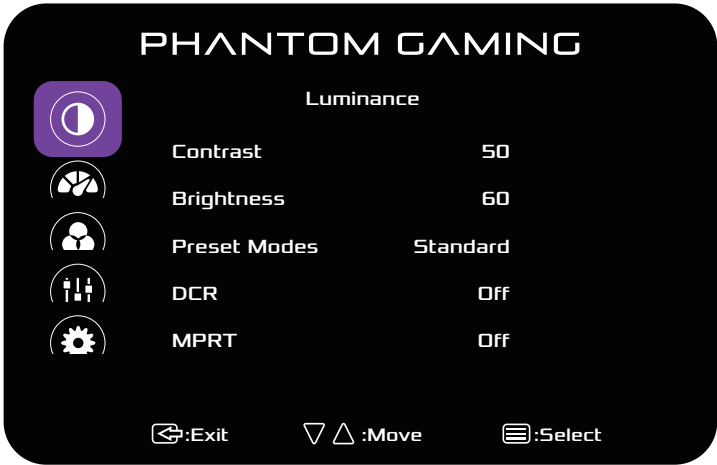 PHANTOM GAMING
Luminance
Contrast 50
Brightness 60
Preset Modes Standard
DCR Off
MPRT Off
:Exit :Move :Select